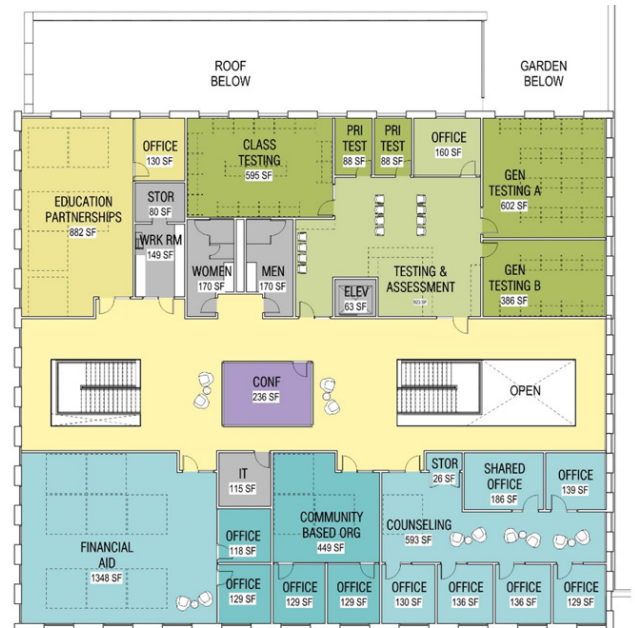 ROOF
BELOW
GARDEN
BELOW
OFFICE
130 SF
CLASS
TESTING
595 SF
PRI
TEST
88 SF
PRI
TEST
88 SF
OFFICE
160 SF
GEN
TESTING A
602 SF
EDUCATION
PARTNERSHIPS
882 SF
STOR
80 SF
WRK RM
149 SF
WOMEN
170 SF
MEN
170 SF
ELEV
63 SF
TESTING &
ASSESSMENT
GEN
TESTING B
386 SF
CONF
236 SF
OPEN
FINANCIAL
AID
1348 SF
IT
115 SF
OFFICE
118 SF
OFFICE
129 SF
COMMUNITY
BASED ORG
449 SF
OFFICE
129 SF
OFFICE
129 SF
STOR
26 SF
SHARED
OFFICE
186 SF
OFFICE
139 SF
COUNSELING
593 SF
OFFICE
130 SF
OFFICE
136 SF
OFFICE
136 SF
OFFICE
129 SF